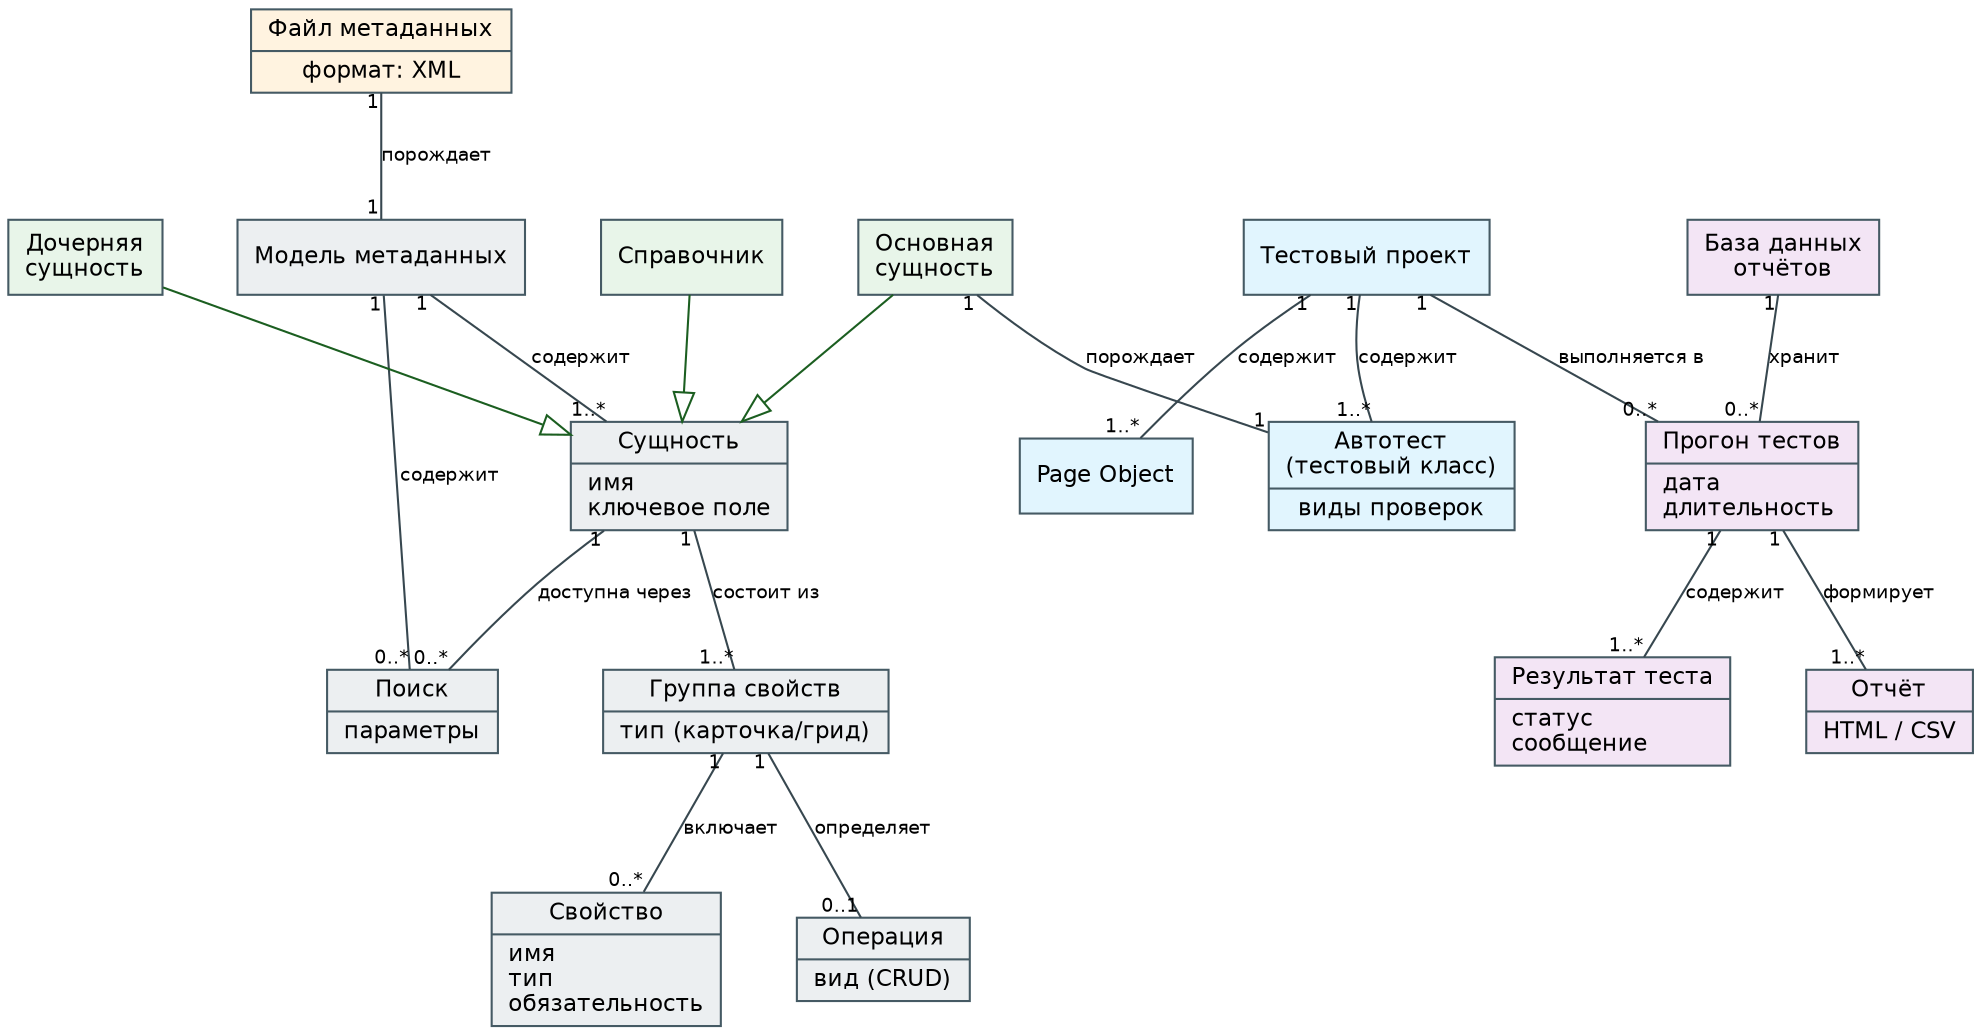 Файл метаданных
формат: XML
1
порождает
1
Дочерняя
сущность
Модель метаданных
Справочник
Основная
сущность
Тестовый проект
База данных
отчётов
1
1
1
1
1
1
1
содержит
порождает
содержит
содержит
выполняется в
хранит
1..*
1..*
1
1..*
0..*
0..*
содержит
Сущность
имя
ключевое поле
Page Object
Автотест
(тестовый класс)
виды проверок
Прогон тестов
дата
длительность
1
1
1
1
доступна через
состоит из
содержит
формирует
0..*
0..*
1..*
1..*
1..*
Поиск
параметры
Группа свойств
тип (карточка/грид)
Результат теста
статус
сообщение
Отчёт
HTML / CSV
1
1
включает
определяет
0..*
0..1
Свойство
имя
тип
обязательность
Операция
вид (CRUD)